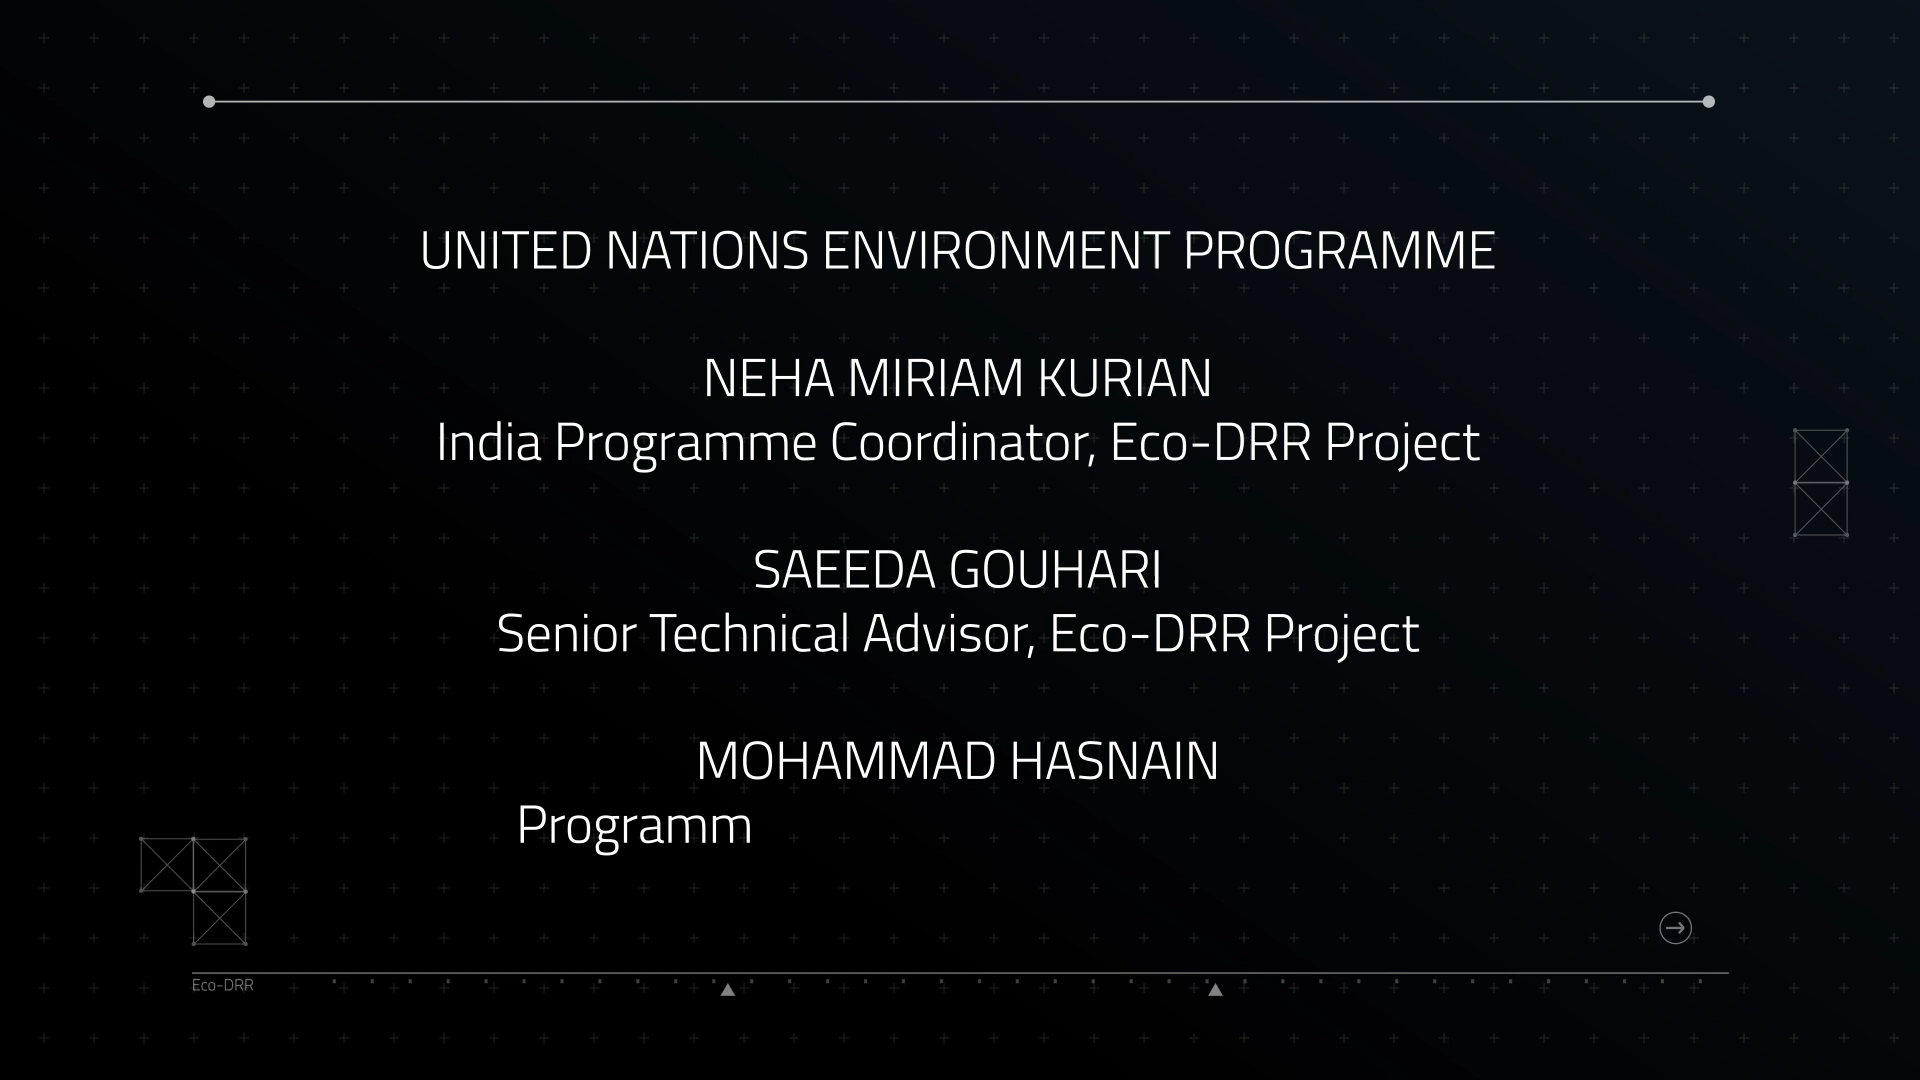 UNITED NATIONS ENVIRONMENT PROGRAMME
NEHA MIRIAM KURIAN
India Programme Coordinator, Eco-DRR Project
SAEEDA GOUHARI
Senior Technical Advisor, Eco-DRR Project
MOHAMMAD HASNAIN
Programm
Eco-DRR